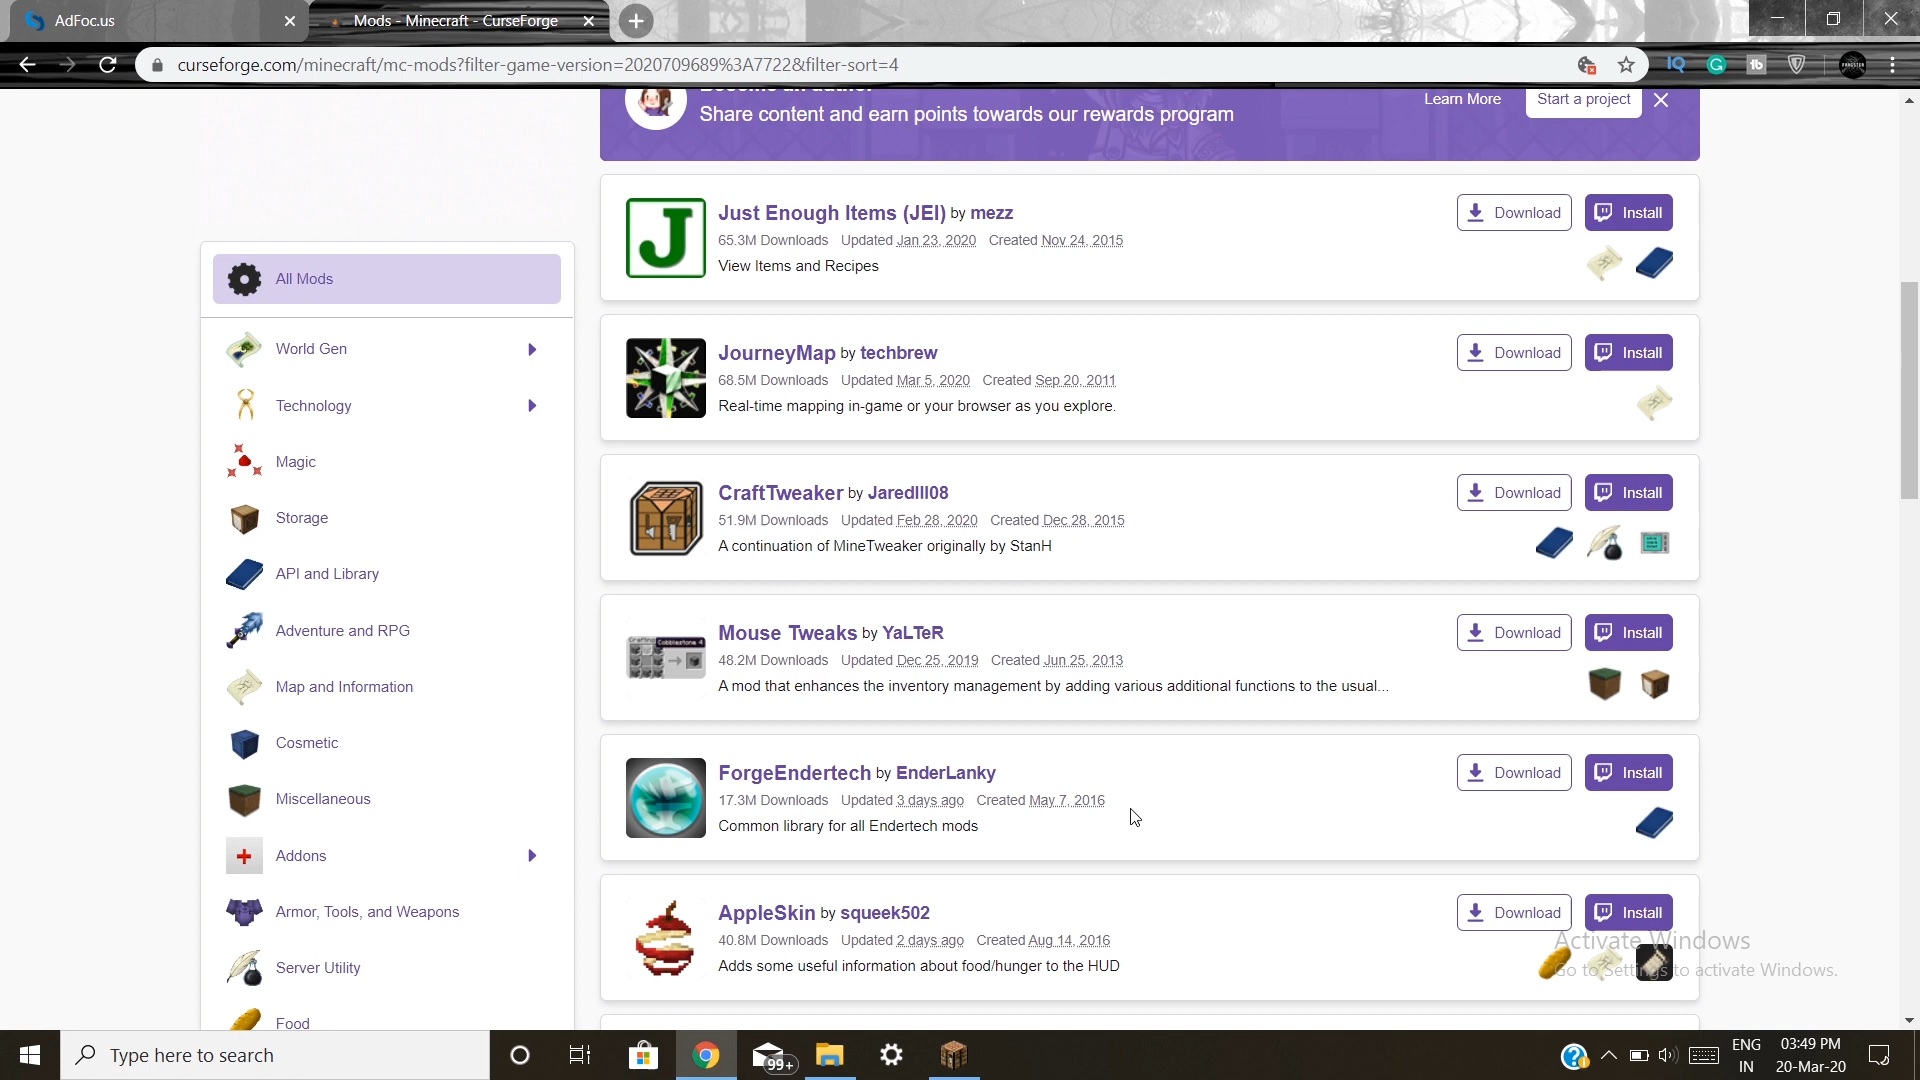 AdFoc.us
Mods - Minecraft - CurseForge
curseforge.com/minecraft/mc-mods?filter-game-version=2020709689%3A7722&filter-sort=4
Share content and earn points towards our rewards program
Learn More
Start a project
All Mods
World Gen
Technology
Magic
Storage
API and Library
Adventure and RPG
Map and Information
Cosmetic
Miscellaneous
Addons
Armor, Tools, and Weapons
Server Utility
Food
Just Enough Items (JEI) by mezz
65.3M Downloads Updated Jan 23, 2020 Created Nov 24, 2015
View Items and Recipes
Download Install
JourneyMap by techbrew
68.5M Downloads Updated Mar 5, 2020 Created Sep 20, 2011
Real-time mapping in-game or your browser as you explore.
Download Install
CraftTweaker by Jaredlll08
51.9M Downloads Updated Feb 28, 2020 Created Dec 28, 2015
A continuation of MineTweaker originally by StanH
Download Install
Mouse Tweaks by YaLTeR
48.2M Downloads Updated Dec 25, 2019 Created Jun 25, 2013
A mod that enhances the inventory management by adding various additional functions to the usual...
Download Install
ForgeEndertech by EnderLanky
17.3M Downloads Updated 3 days ago Created May 7, 2016
Common library for all Endertech mods
Download Install
AppleSkin by squeek502
40.8M Downloads Updated 2 days ago Created Aug 14, 2016
Adds some useful information about food/hunger to the HUD
Download Install
Activate Windows
Go to Settings to activate Windows.
Type here to search
99+
ENG
IN
03:49 PM
20-Mar-20